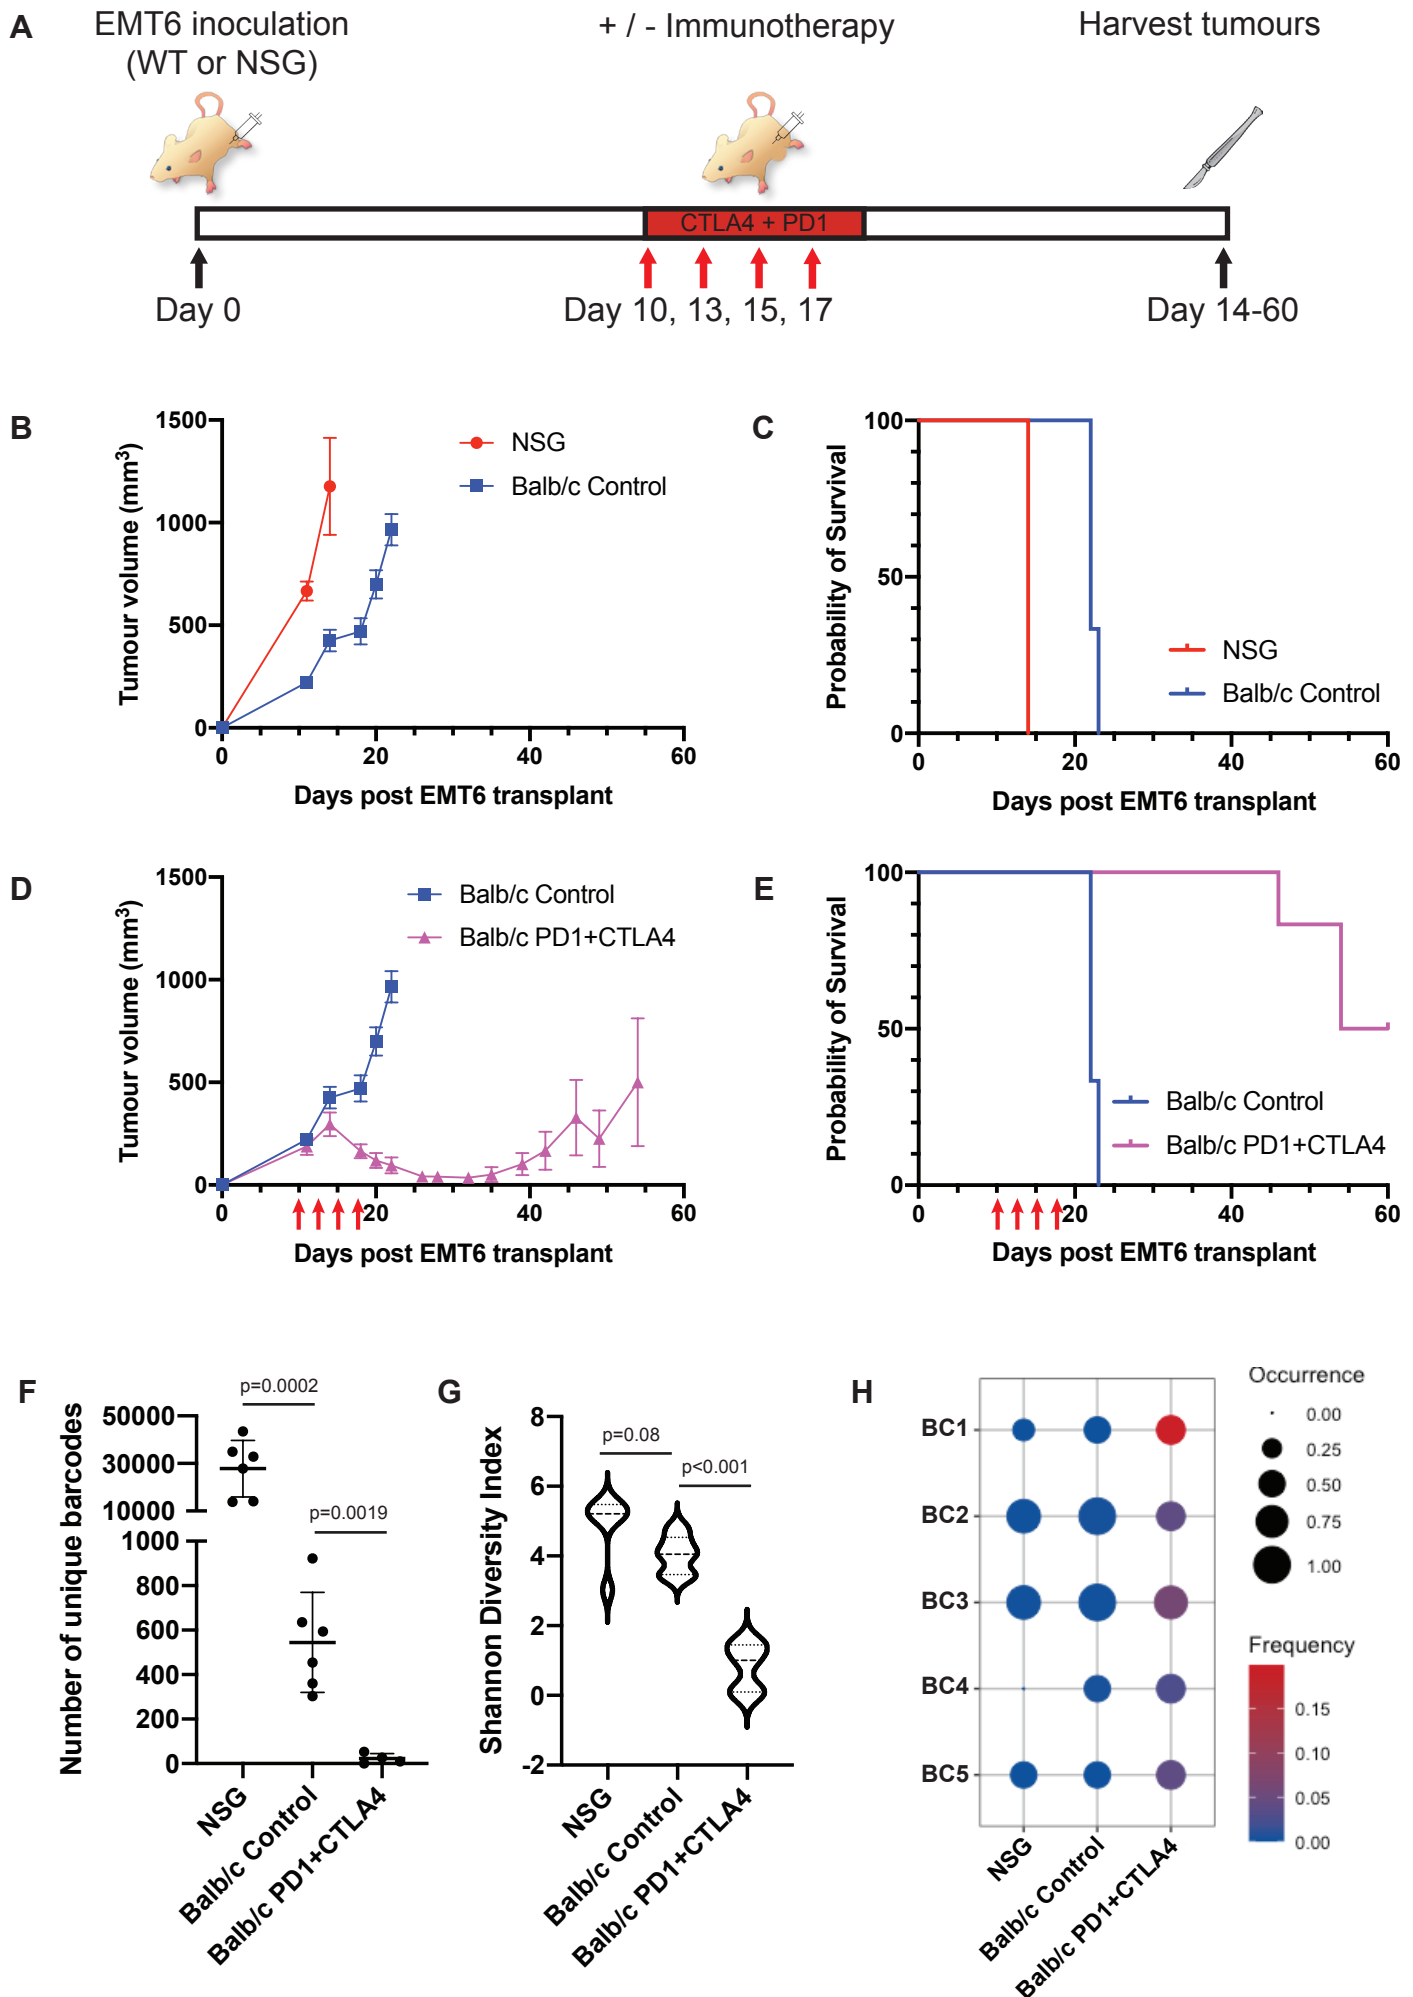 A
EMT6 inoculation
(WT or NSG)
+ / - Immunotherapy
Harvest tumours
CTLA4 + PD1
Day 0
Day 10, 13, 15, 17
Day 14-60
B
1500
1000
500
0
0
20
40
60
Tumour volume (mm³)
Days post EMT6 transplant
NSG
Balb/c Control
C
100
50
0
0
20
40
60
Probability of Survival
Days post EMT6 transplant
NSG
Balb/c Control
D
1500
1000
500
0
0
20
40
60
Tumour volume (mm³)
Days post EMT6 transplant
Balb/c Control
Balb/c PD1+CTLA4
E
100
50
0
0
20
40
60
Probability of Survival
Days post EMT6 transplant
Balb/c Control
Balb/c PD1+CTLA4
F
p=0.0002
p=0.0019
50000
30000
10000
1000
800
600
400
200
0
Number of unique barcodes
NSG
Balb/c Control
Balb/c PD1+CTLA4
G
p=0.08
p<0.001
8
6
4
2
0
-2
Shannon Diversity Index
NSG
Balb/c Control
Balb/c PD1+CTLA4
H
BC1
BC2
BC3
BC4
BC5
NSG
Balb/c Control
Balb/c PD1+CTLA4
Occurrence
0.00
0.25
0.50
0.75
1.00
Frequency
0.15
0.10
0.05
0.00